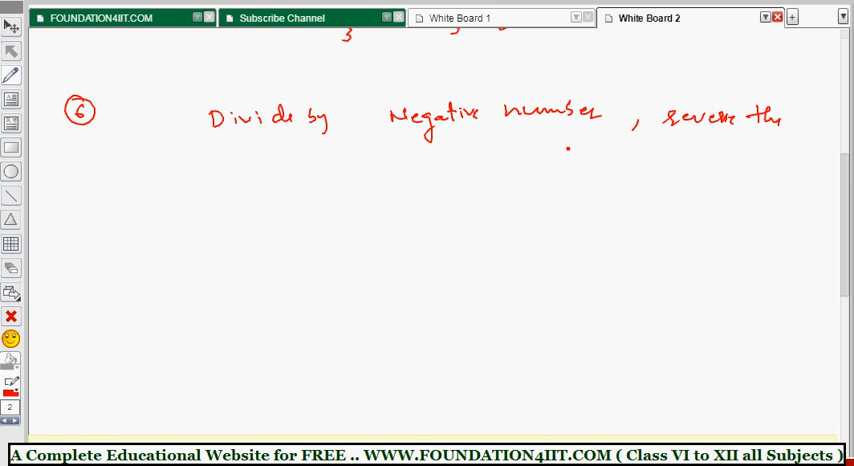 FOUNDATION4IIT.COM
Subscribe Channel
White Board 1
White Board 2
3
6 Divide by Negative number, reverse the
2
A Complete Educational Website for FREE .. WWW.FOUNDATION4IIT.COM ( Class VI to XII all Subjects )